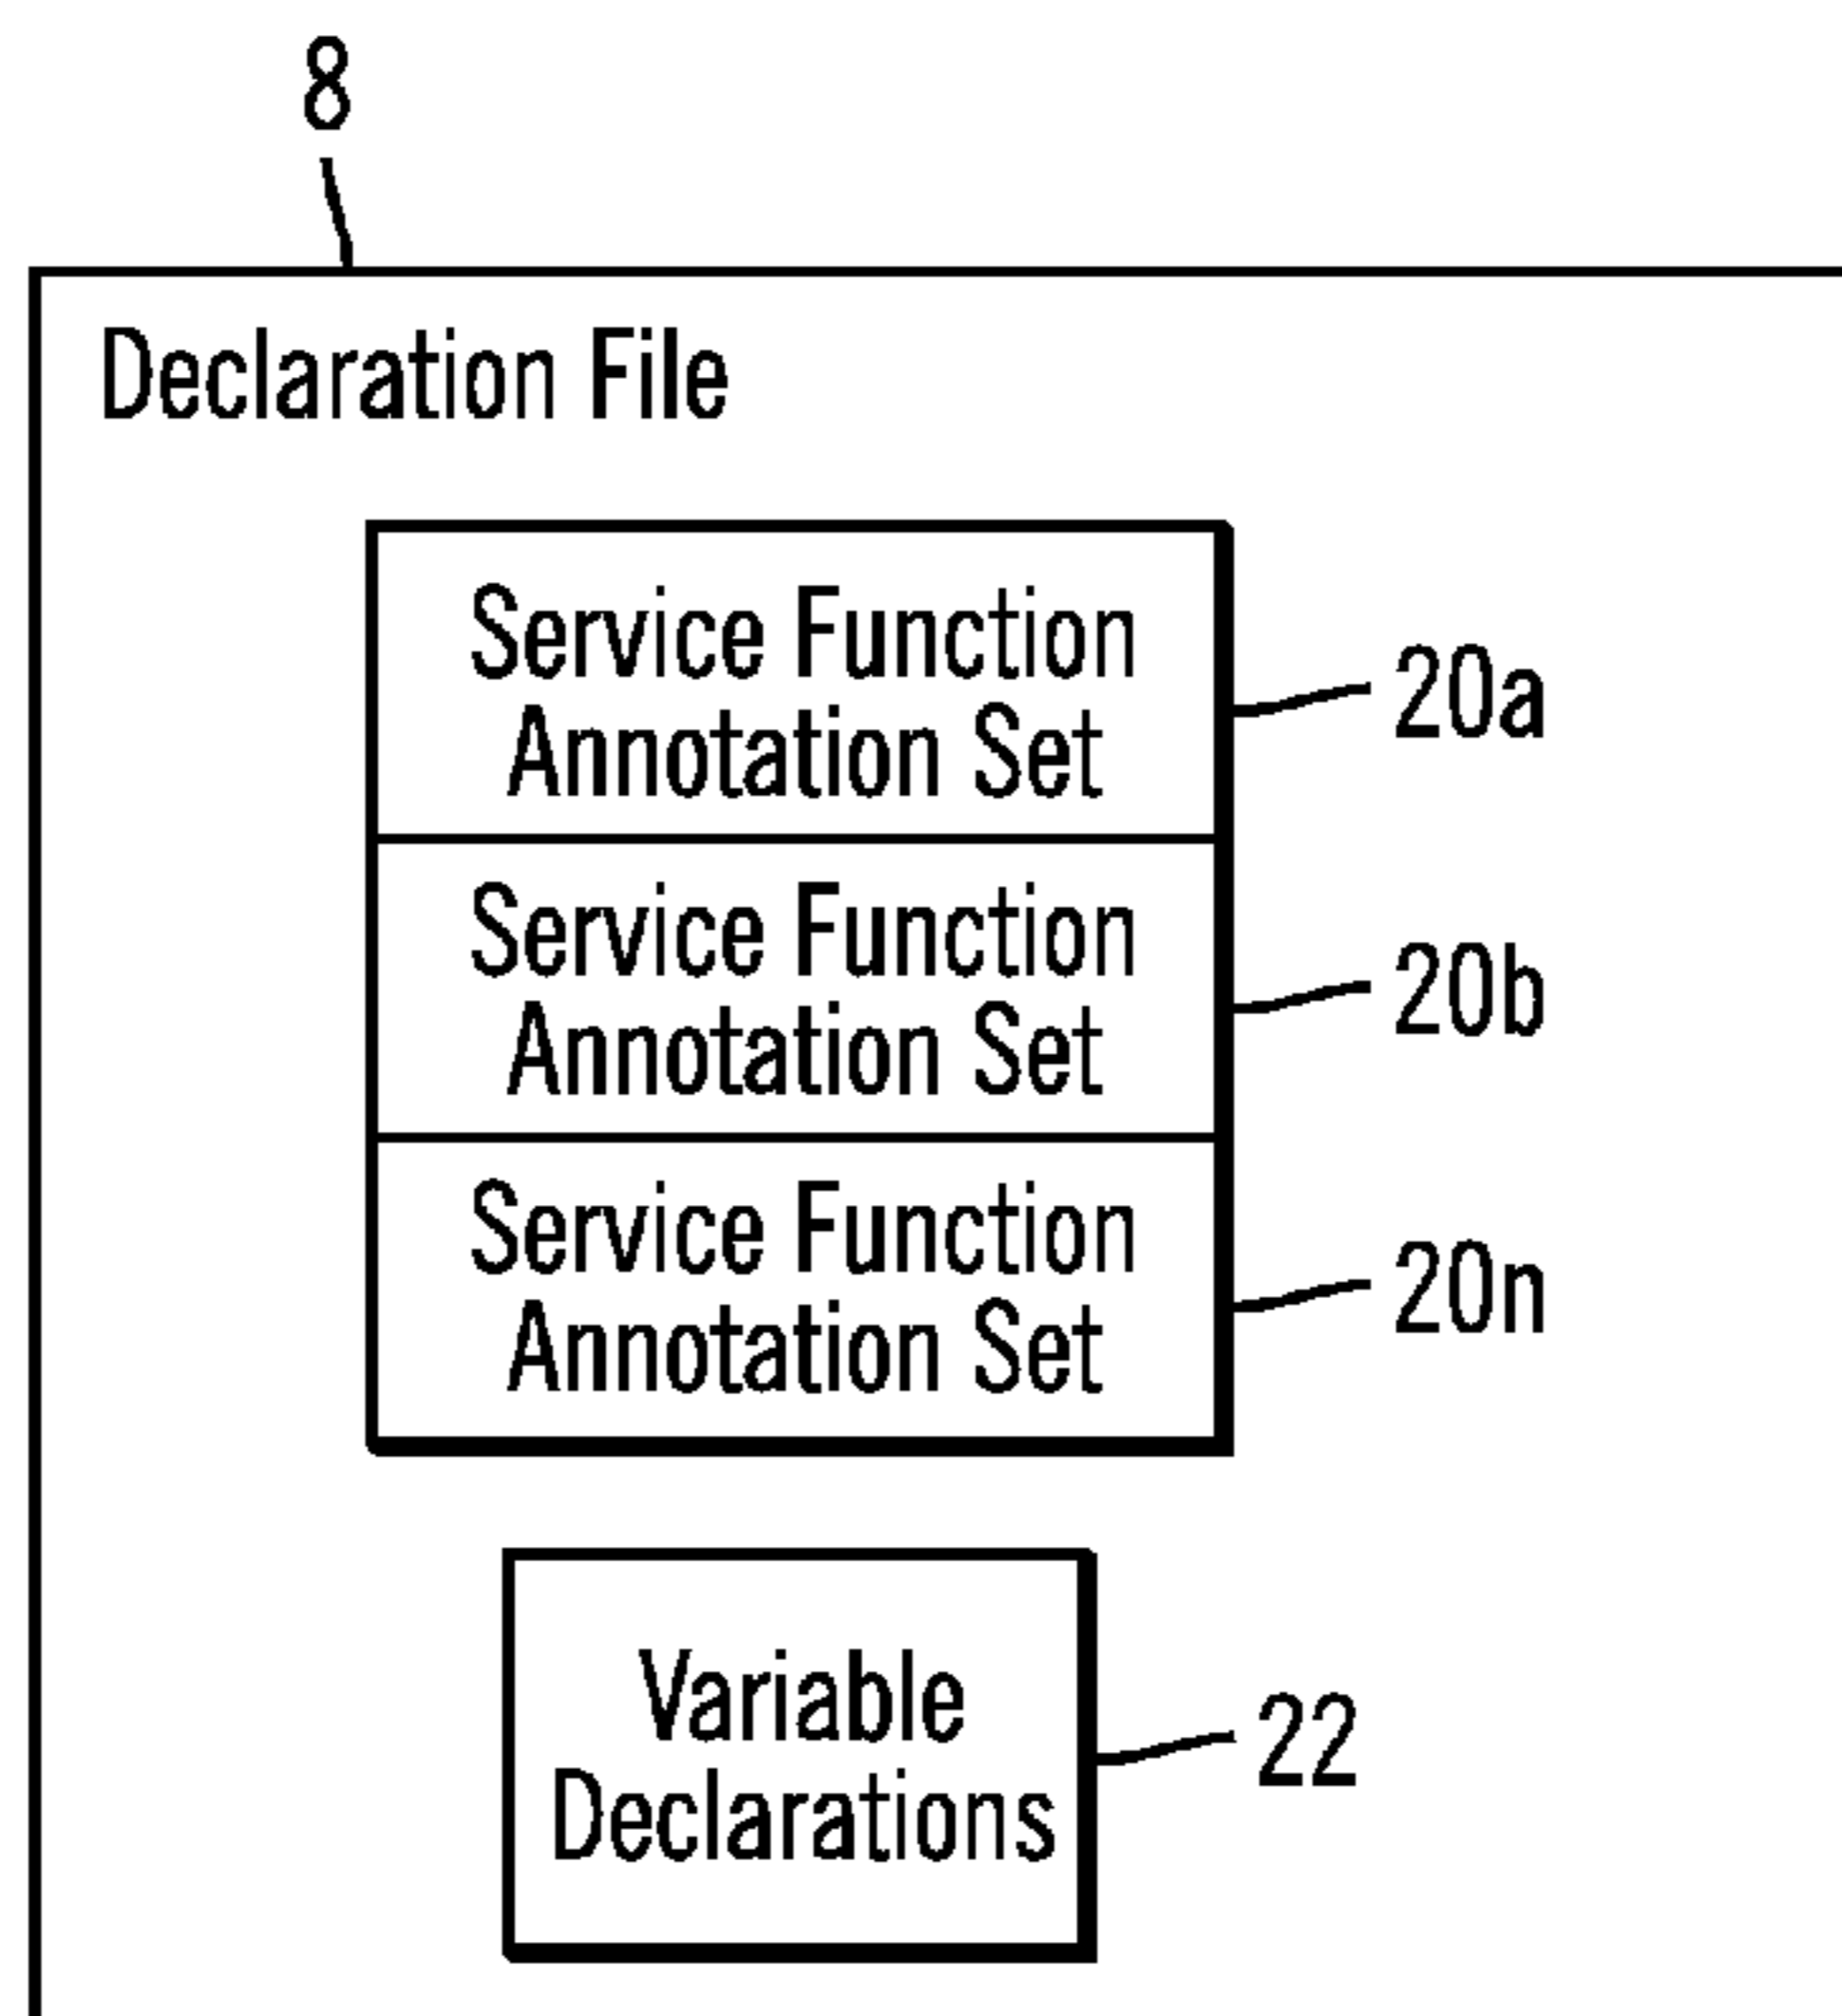 8
Declaration File
Service Function
Annotation Set
20a
Service Function
Annotation Set
20b
Service Function
Annotation Set
20n
Variable
Declarations
22